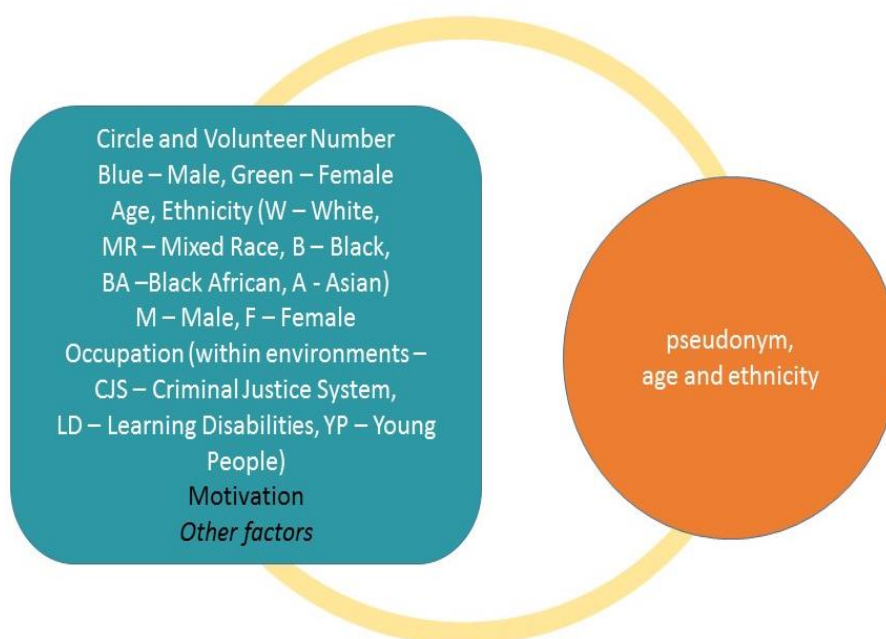 Circle and Volunteer Number
Blue – Male, Green – Female
Age, Ethnicity (W – White,
MR – Mixed Race, B – Black,
BA –Black African, A - Asian)
M – Male, F – Female
Occupation (within environments –
CJS – Criminal Justice System,
LD – Learning Disabilities, YP – Young
People)
Motivation
Other factors
pseudonym,
age and ethnicity